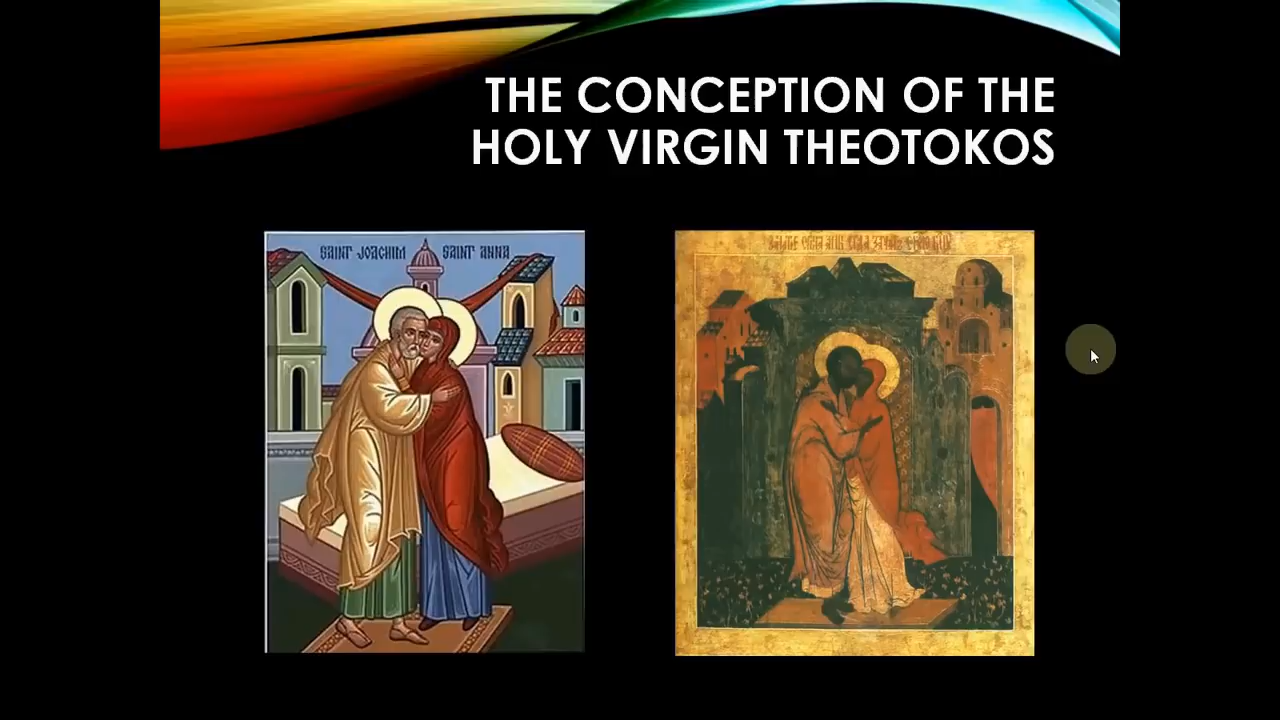 THE CONCEPTION OF THE
HOLY VIRGIN THEOTOKOS
SAINT JOACHIM SAINT ANNA